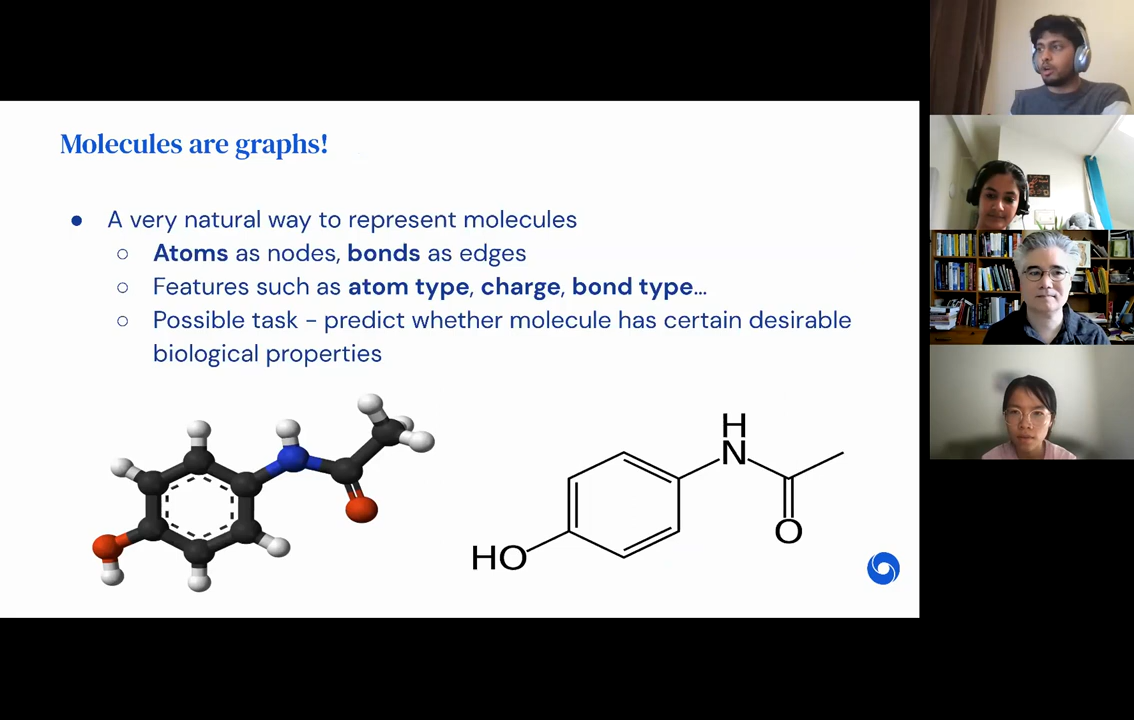 Molecules are graphs!
● A very natural way to represent molecules
○ Atoms as nodes, bonds as edges
○ Features such as atom type, charge, bond type…
○ Possible task – predict whether molecule has certain desirable
biological properties
H
N
O
HO